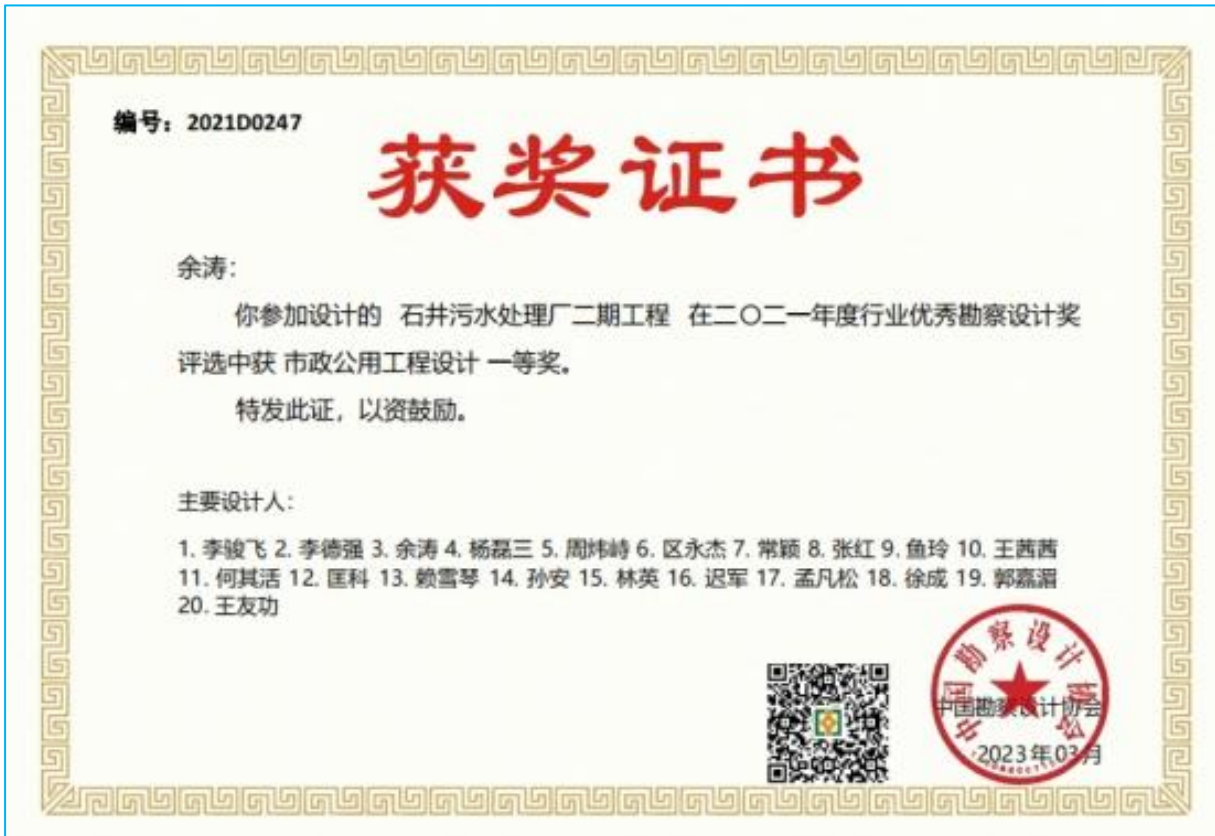 编号：2021D0247
获奖证书
余涛：
你参加设计的 石井污水处理厂二期工程 在二〇二一年度行业优秀勘察设计奖
评选中获 市政公用工程设计 一等奖。
特发此证，以资鼓励。
主要设计人：
1. 李骏飞 2. 李德强 3. 余涛 4. 杨磊三 5. 周炜峙 6. 区永杰 7. 常颖 8. 张红 9. 鱼玲 10. 王茜茜
11. 何其活 12. 匡科 13. 赖雪琴 14. 孙安 15. 林英 16. 迟军 17. 孟凡松 18. 徐成 19. 郭嘉湄
20. 王友功
中国勘察设计协会
中国勘察设计协会
2023年03月